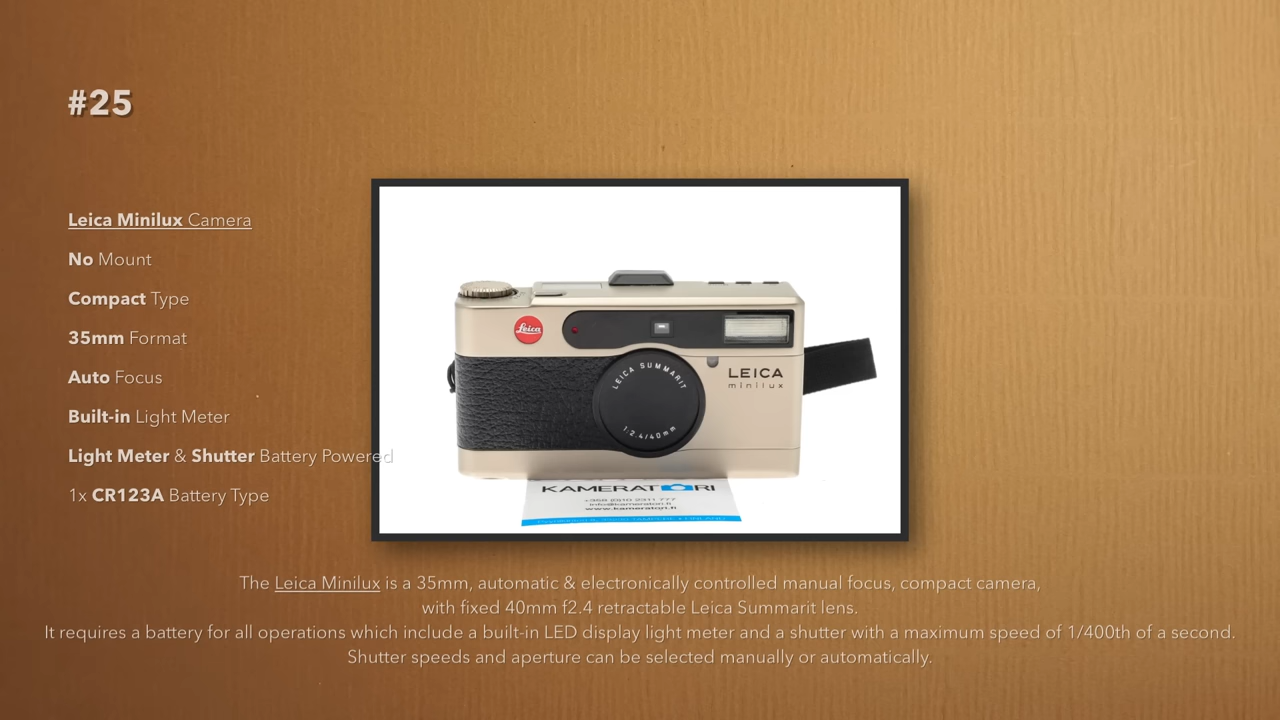 #25
Leica Minilux Camera
No Mount
Compact Type
35mm Format
Auto Focus
Built-in Light Meter
Light Meter & Shutter Battery Powered
1x CR123A Battery Type
Leica
LEICA SUMMARIT
1:2.4/40mm
LEICA
minilux
KAMERATORI
info@kameratori.fi
www.kameratori.fi
The Leica Minilux is a 35mm, automatic & electronically controlled manual focus, compact camera,
with fixed 40mm f2.4 retractable Leica Summarit lens.
It requires a battery for all operations which include a built-in LED display light meter and a shutter with a maximum speed of 1/400th of a second.
Shutter speeds and aperture can be selected manually or automatically.